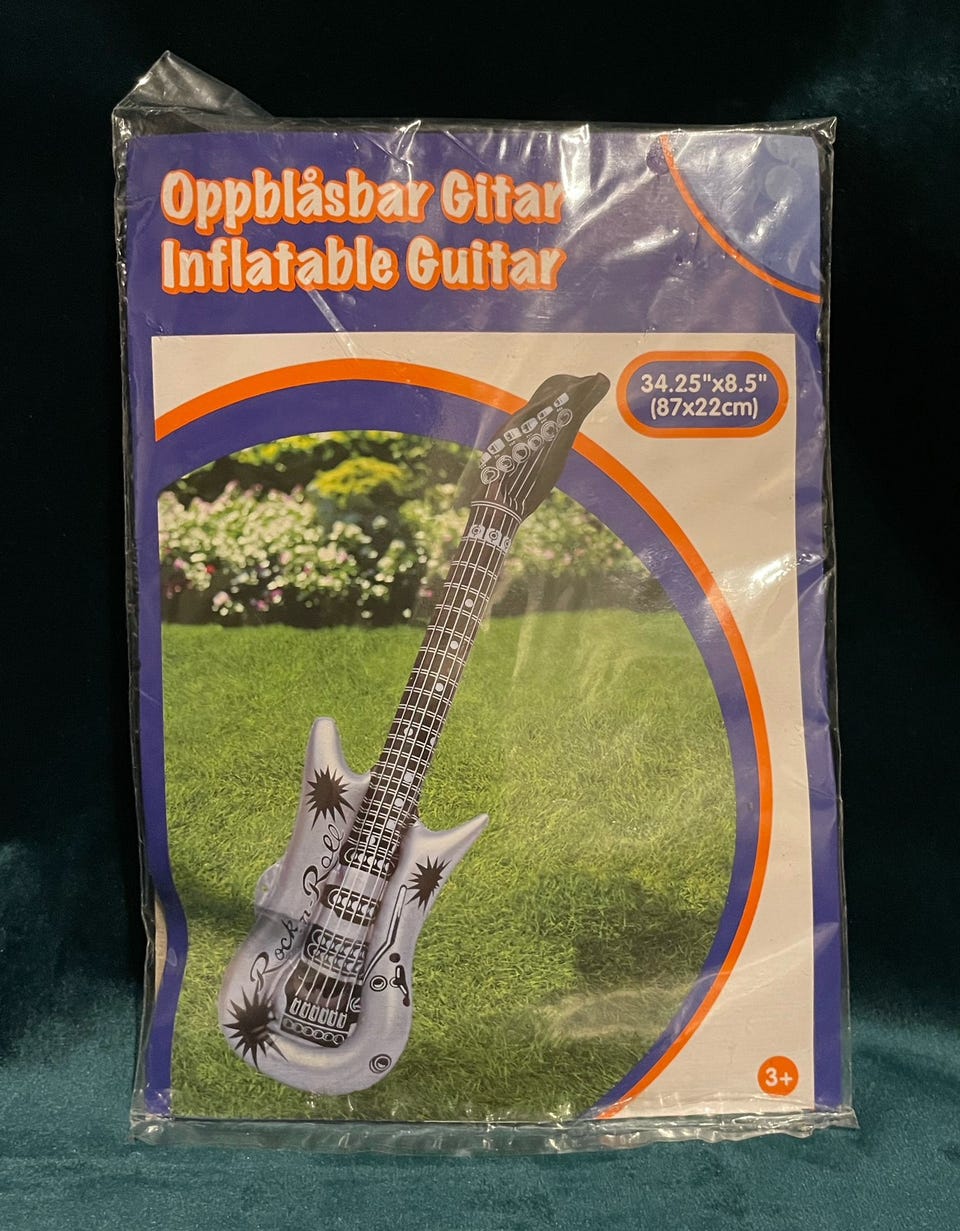 Oppblåsbar Gitar
Inflatable Guitar
34.25"x8.5"
(87x22cm)
Rock n Roll
3+